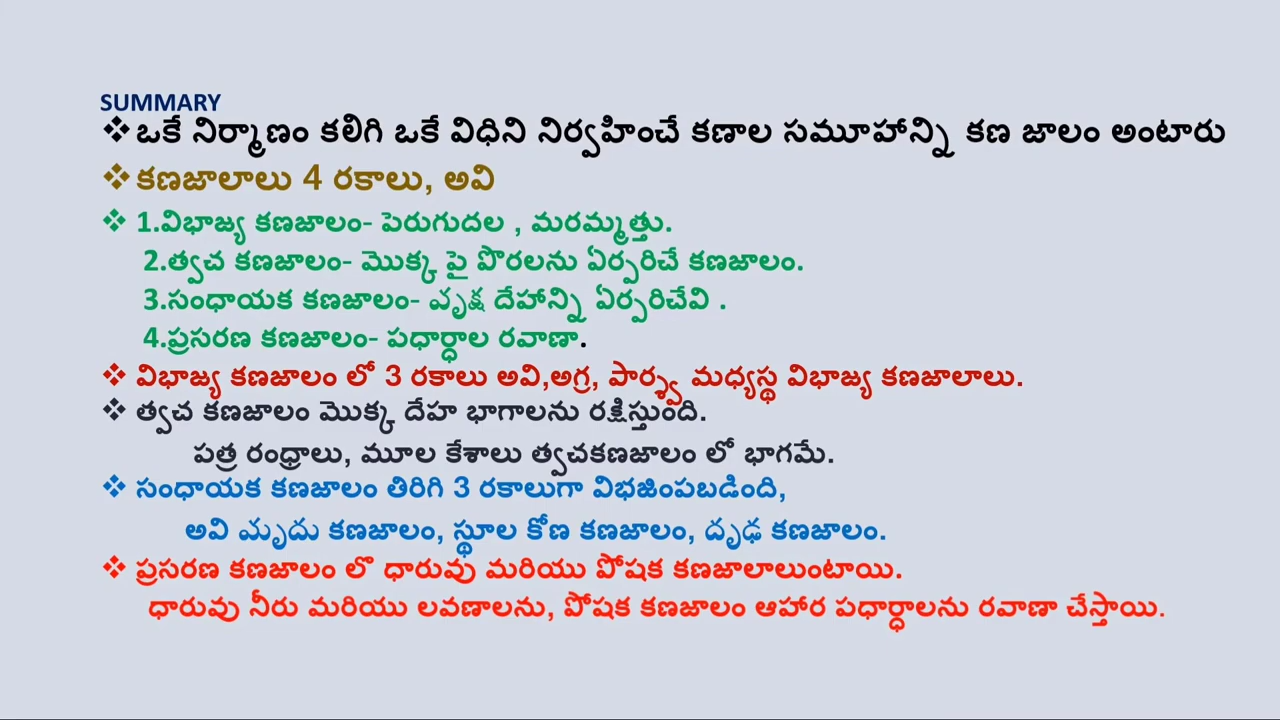 SUMMARY
❖ఒకే నిర్మాణం కలిగి ఒకే విధిని నిర్వహించే కణాల సమూహాన్ని కణ జాలం అంటారు
❖కణజాలాలు 4 రకాలు, అవి
❖ 1.విభాజ్య కణజాలం- పెరుగుదల , మరమ్మత్తు.
2.త్వచ కణజాలం- మొక్క పై పొరలను ఏర్పరిచే కణజాలం.
3.సంధాయక కణజాలం- వృక్ష దేహాన్ని ఏర్పరిచేవి .
4.ప్రసరణ కణజాలం- పధార్ధాల రవాణా.
❖ విభాజ్య కణజాలం లో 3 రకాలు అవి,అగ్ర, పార్శ్వ మధ్యస్థ విభాజ్య కణజాలాలు.
❖ త్వచ కణజాలం మొక్క దేహ భాగాలను రక్షిస్తుంది.
పత్ర రంధ్రాలు, మూల కేశాలు త్వచకణజాలం లో భాగమే.
❖ సంధాయక కణజాలం తిరిగి 3 రకాలుగా విభజింపబడింది,
అవి మృదు కణజాలం, స్థూల కోణ కణజాలం, దృఢ కణజాలం.
❖ ప్రసరణ కణజాలం లొ ధారువు మరియు పోషక కణజాలాలుంటాయి.
ధారువు నీరు మరియు లవణాలను, పోషక కణజాలం ఆహార పధార్ధాలను రవాణా చేస్తాయి.